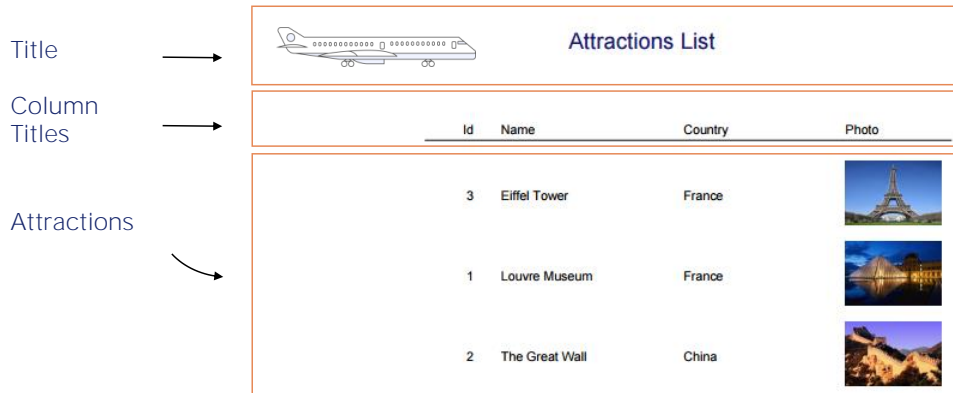 Title
Attractions List
Column
Titles
Id Name Country Photo
Attractions
3 Eiffel Tower France
1 Louvre Museum France
2 The Great Wall China